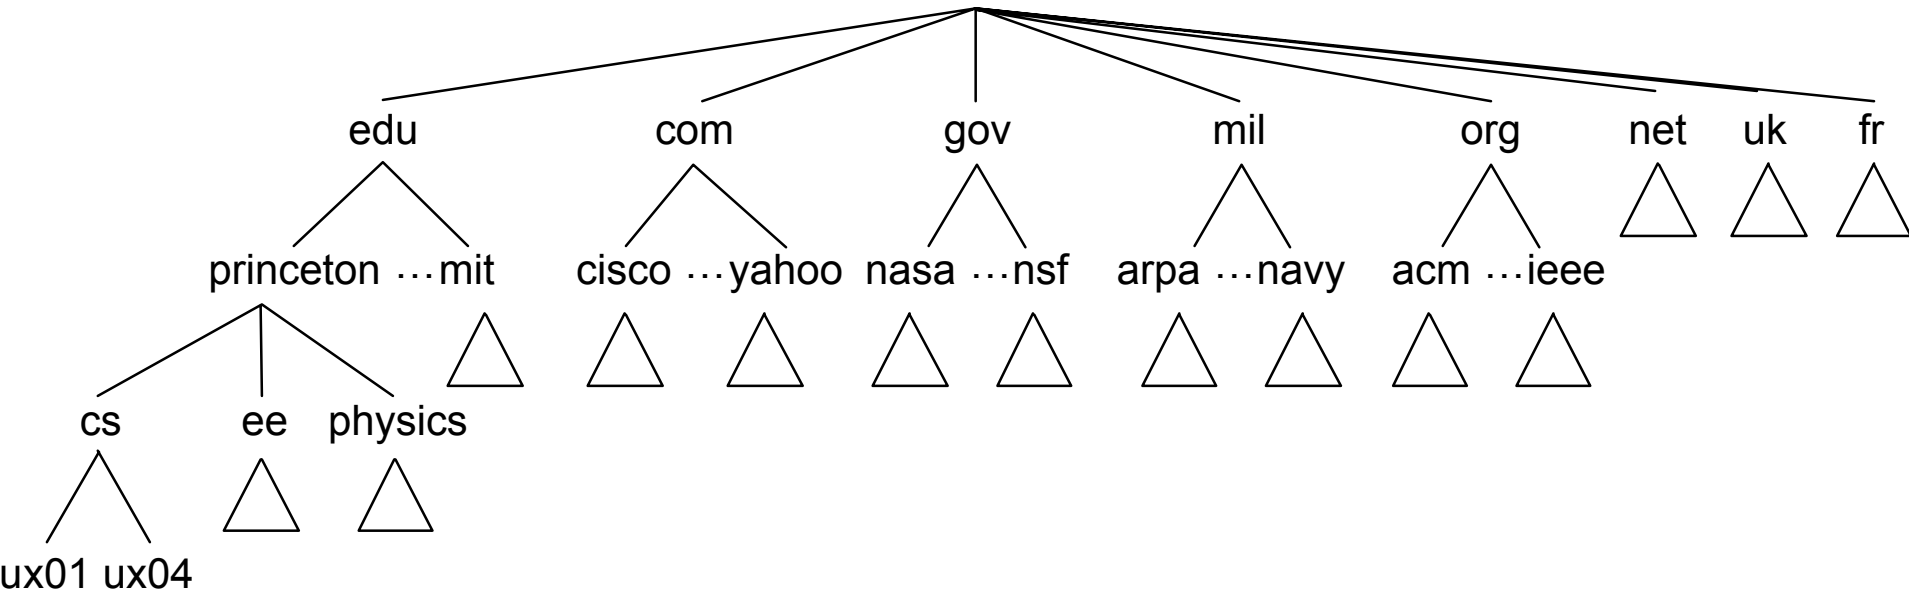 edu com gov mil org net uk fr
princeton …mit cisco …yahoo nasa …nsf arpa …navy acm …ieee
cs ee physics
ux01 ux04